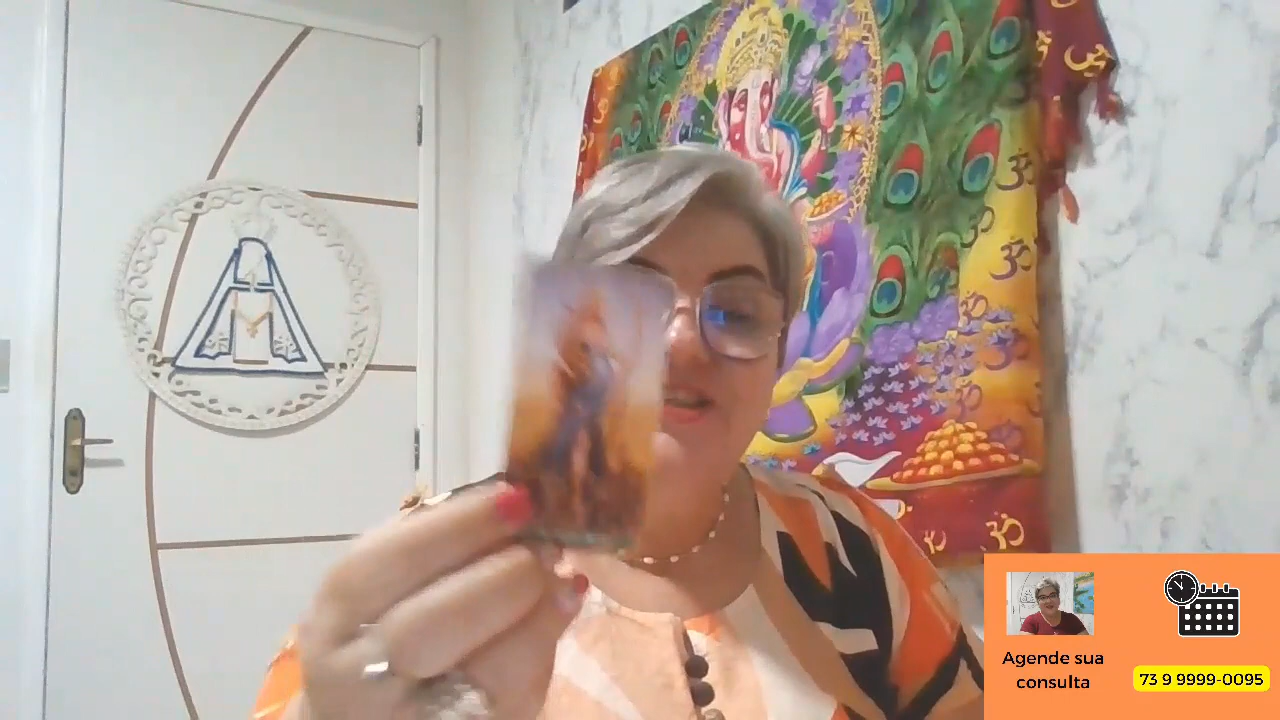 ॐ
ॐ
ॐ
ॐ
Agende sua
consulta
73 9 9999-0095